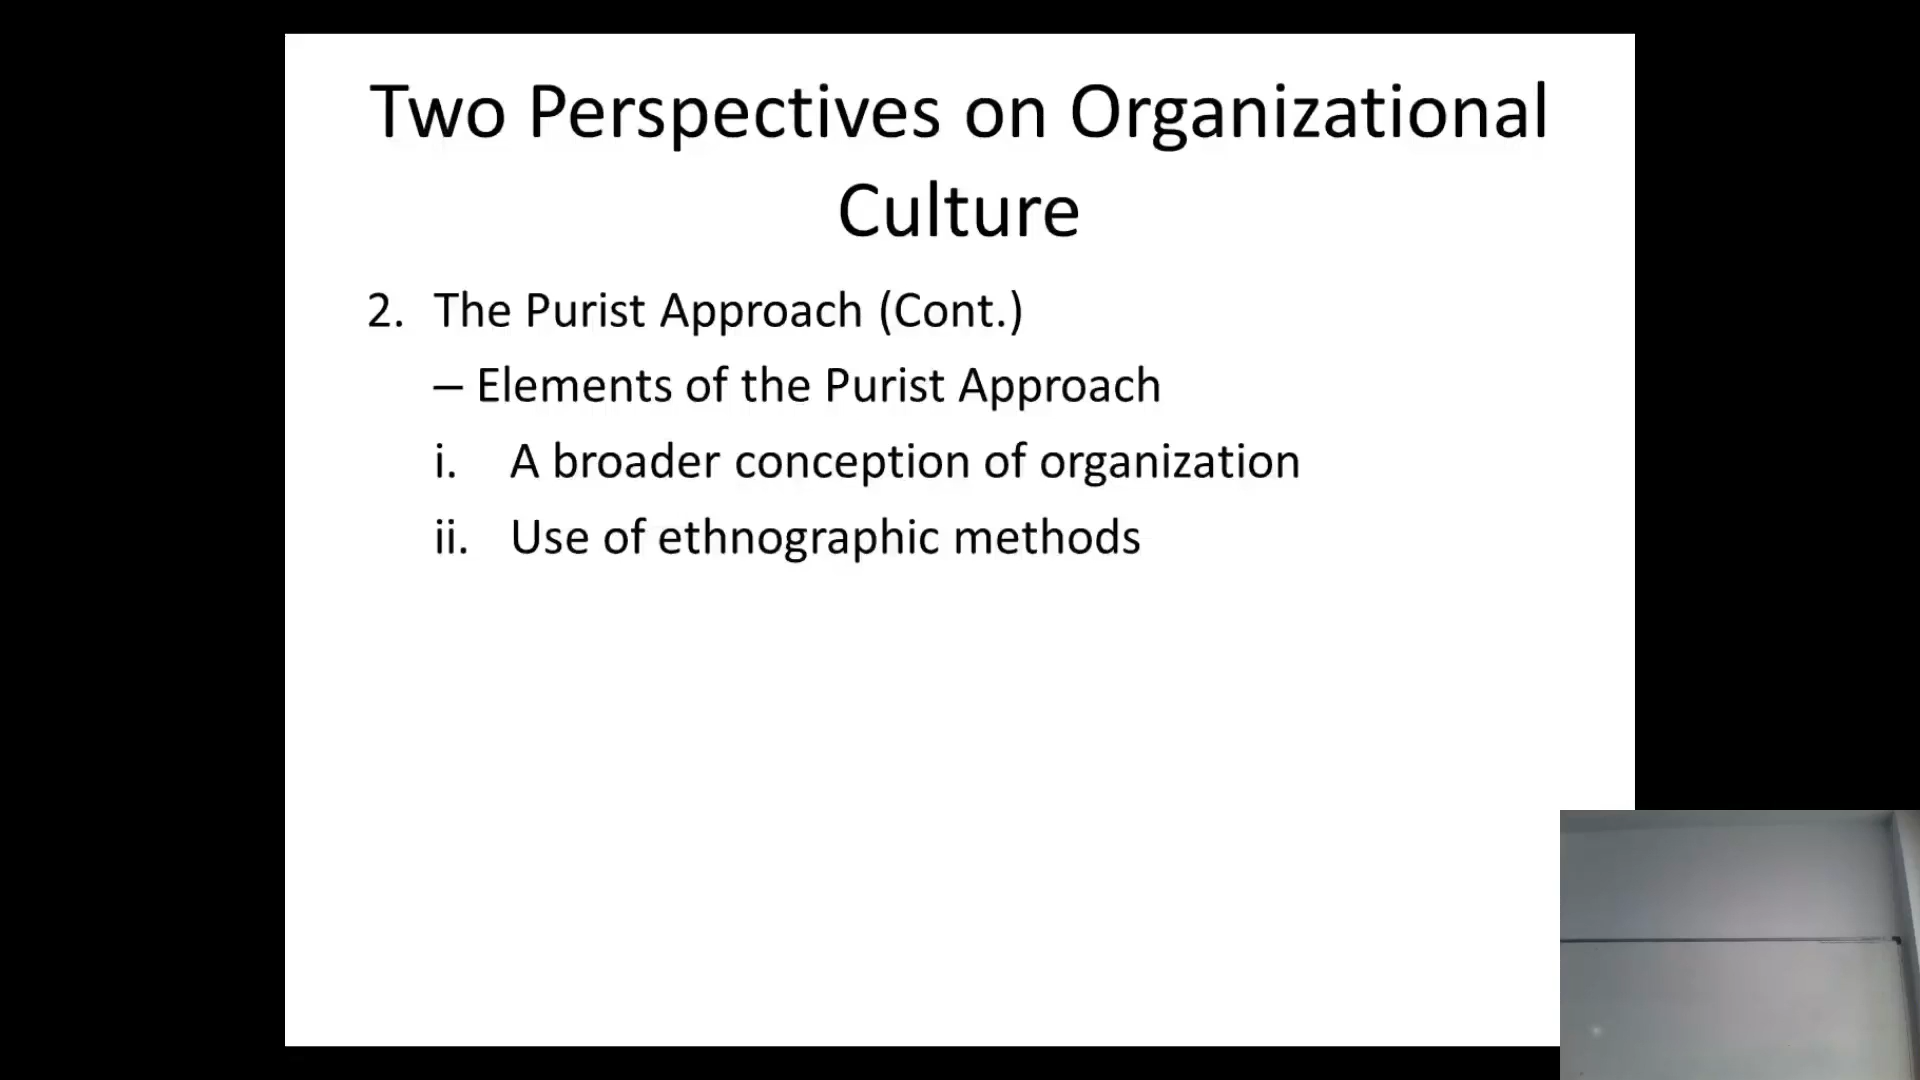 Two Perspectives on Organizational
Culture
2. The Purist Approach (Cont.)
– Elements of the Purist Approach
i. A broader conception of organization
ii. Use of ethnographic methods